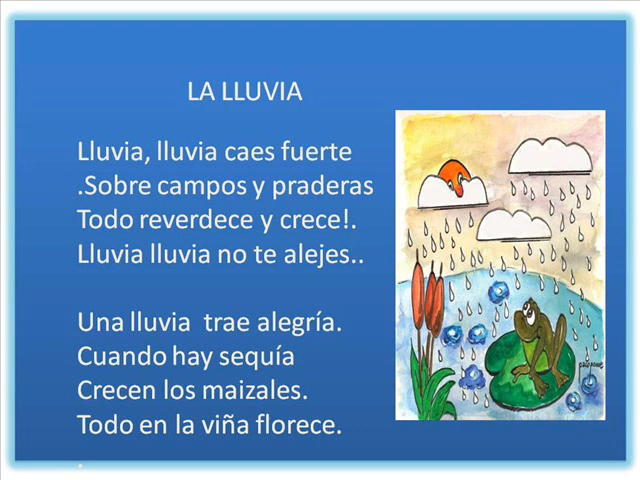 LA LLUVIA
Lluvia, lluvia caes fuerte
.Sobre campos y praderas
Todo reverdece y crece!.
Lluvia lluvia no te alejes..
Una lluvia  trae alegría.
Cuando hay sequía
Crecen los maizales.
Todo en la viña florece.
.